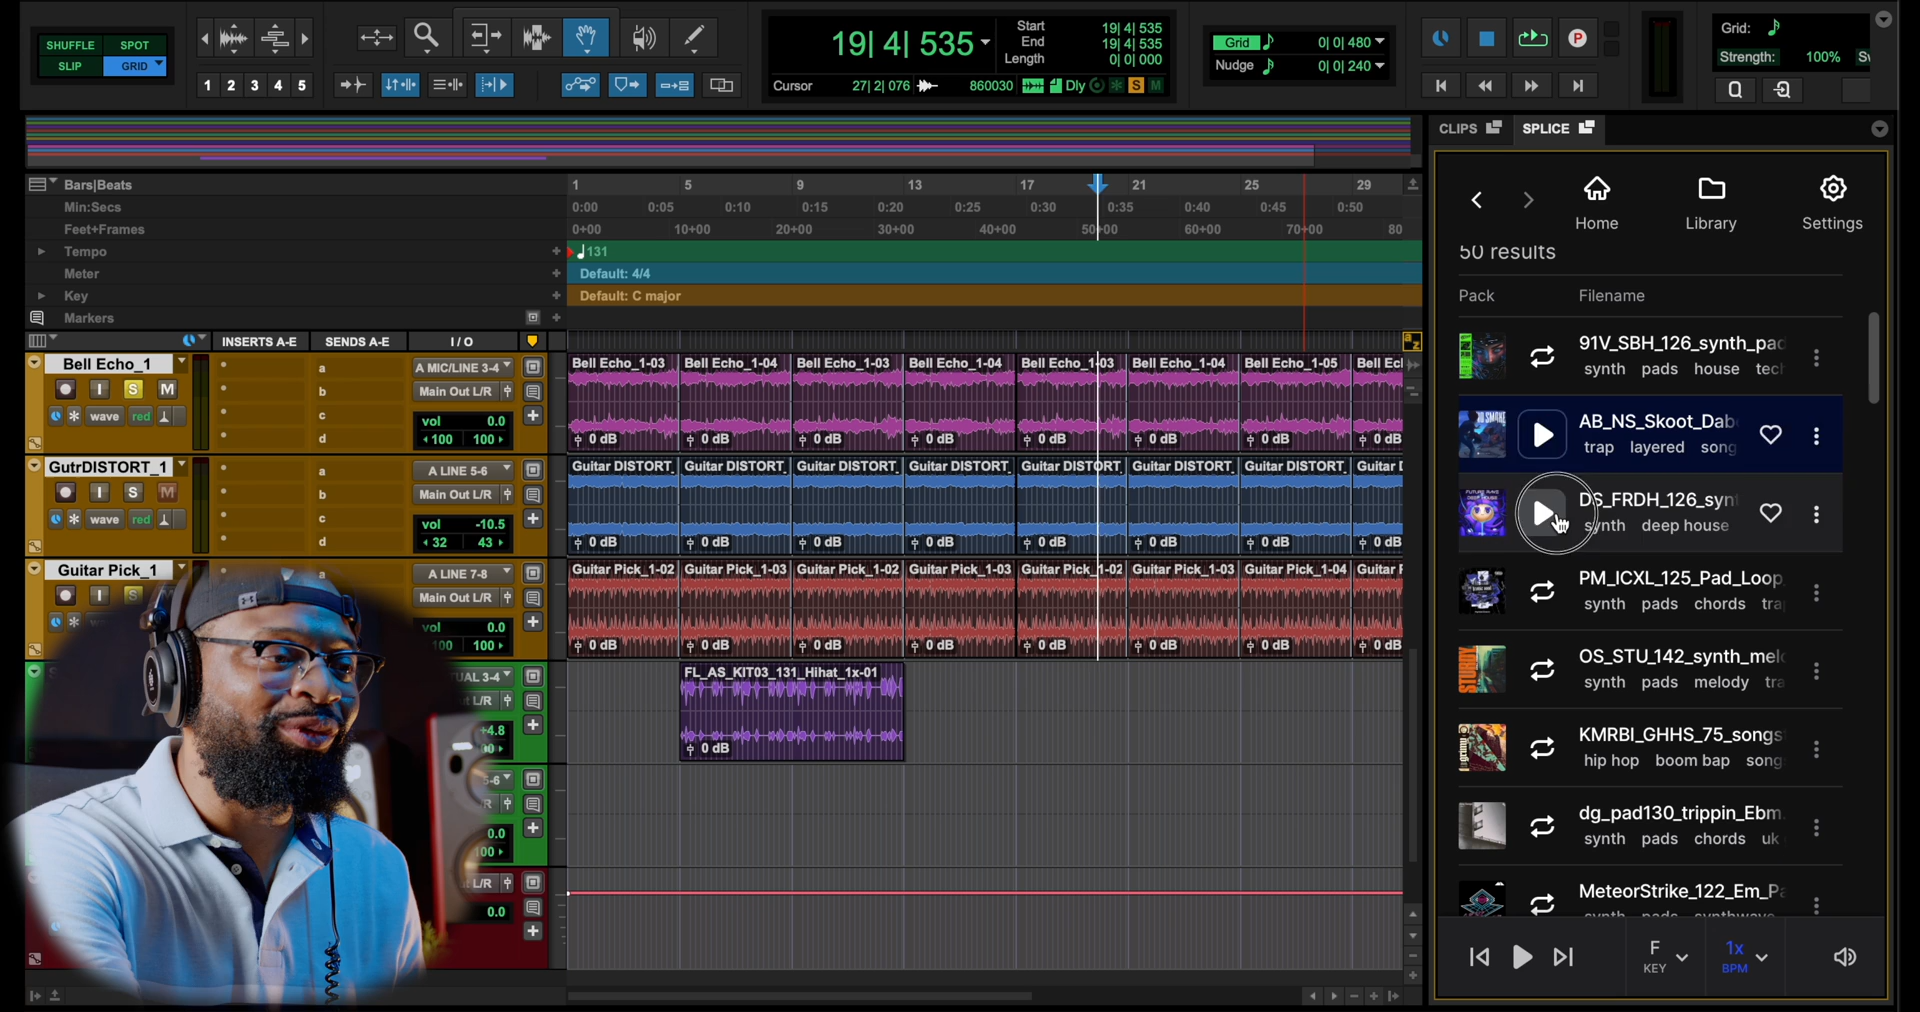 SHUFFLE SPOT
SLIP GRID
1 2 3 4 5
19| 4| 535
Start 19| 4| 535
End 19| 4| 535
Length 0| 0| 000
Cursor 27| 2| 076 860030 Dly S M
Grid 0| 0| 480
Nudge 0| 0| 240
P
Grid:
Strength: 100%
CLIPS SPLICE
Home Library Settings
50 results
Pack Filename
91V_SBH_126_synth_pad
synth pads house tech
AB_NS_Skoot_Dab
trap layered song
DS_FRDH_126_synt
synth deep house
PM_ICXL_125_Pad_Loop
synth pads chords tra
OS_STU_142_synth_melo
synth pads melody tra
KMRBI_GHHS_75_songs
hip hop boom bap song
dg_pad130_trippin_Ebm
synth pads chords uk
MeteorStrike_122_Em_Pa
synth pads synthwave
F KEY
1x BPM
Bars|Beats 1 5 9 13 17 21 25 29
Min:Secs 0:00 0:05 0:10 0:15 0:20 0:25 0:30 0:35 0:40 0:45 0:50
Feet+Frames 0+00 10+00 20+00 30+00 40+00 50+00 60+00 70+00 80
Tempo 131
Meter Default: 4/4
Key Default: C major
Markers
INSERTS A-E SENDS A-E I / O
a z
Bell Echo_1 a A MIC/LINE 3-4
I S M b Main Out L/R
wave red c vol 0.0
d 100 100
Bell Echo_1-03 Bell Echo_1-04 Bell Echo_1-03 Bell Echo_1-04 Bell Echo_1-03 Bell Echo_1-04 Bell Echo_1-05 Bell Ec
0 dB 0 dB 0 dB 0 dB 0 dB 0 dB 0 dB 0 dB
GutrDISTORT_1 a A LINE 5-6
I S M b Main Out L/R
wave red c vol -10.5
d 32 43
Guitar DISTORT_ Guitar DISTORT_ Guitar DISTORT_ Guitar DISTORT_ Guitar DISTORT_ Guitar DISTORT_ Guitar DISTORT_ Guitar D
0 dB 0 dB 0 dB 0 dB 0 dB 0 dB 0 dB 0 dB
Guitar Pick_1 a A LINE 7-8
I S Main Out L/R
vol 0.0
00 100
Guitar Pick_1-02 Guitar Pick_1-03 Guitar Pick_1-02 Guitar Pick_1-03 Guitar Pick_1-02 Guitar Pick_1-03 Guitar Pick_1-04 Guitar P
0 dB 0 dB 0 dB 0 dB 0 dB 0 dB 0 dB 0 dB
TUAL 3-4
t L/R
+4.8
FL_AS_KIT03_131_Hihat_1x-01
0 dB
5-6
R
0.0
00
t L/R
0.0